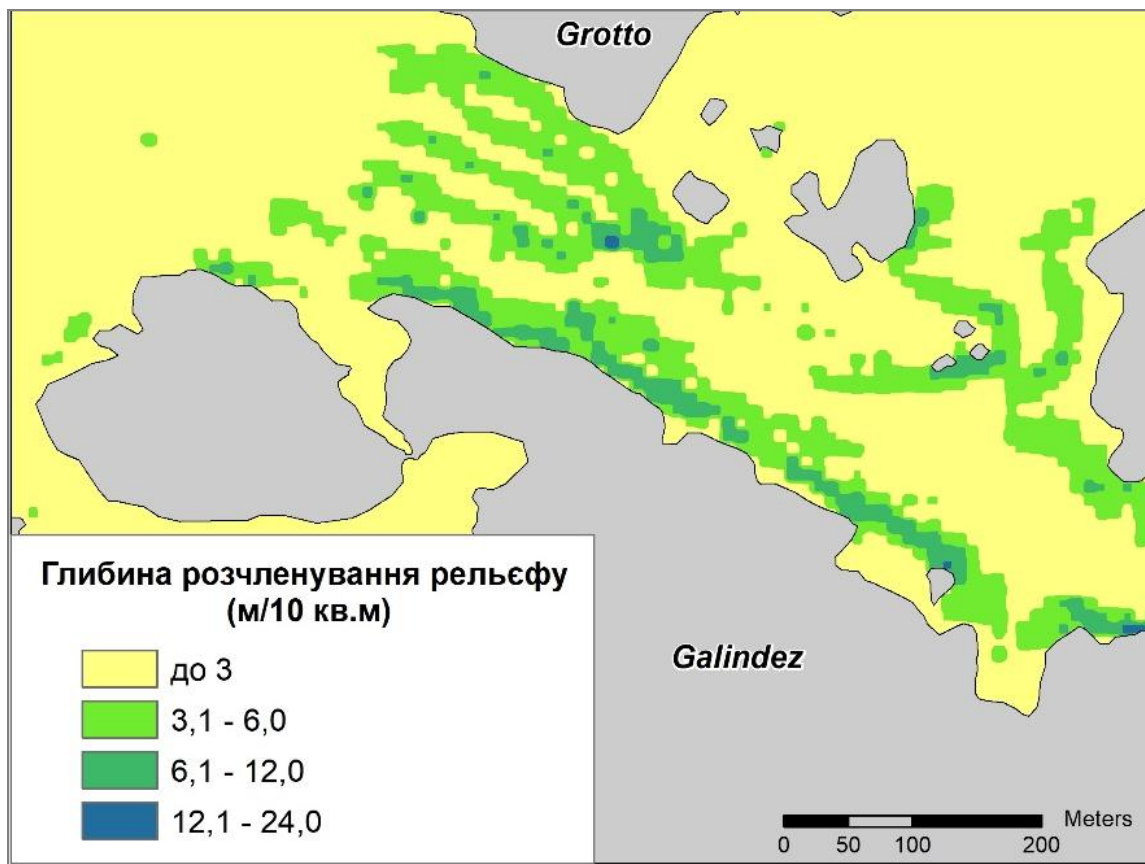 Grotto
Galindez
Глибина розчленування рельєфу
(м/10 кв.м)
до 3
3,1 - 6,0
6,1 - 12,0
12,1 - 24,0
Meters
0 50 100 200